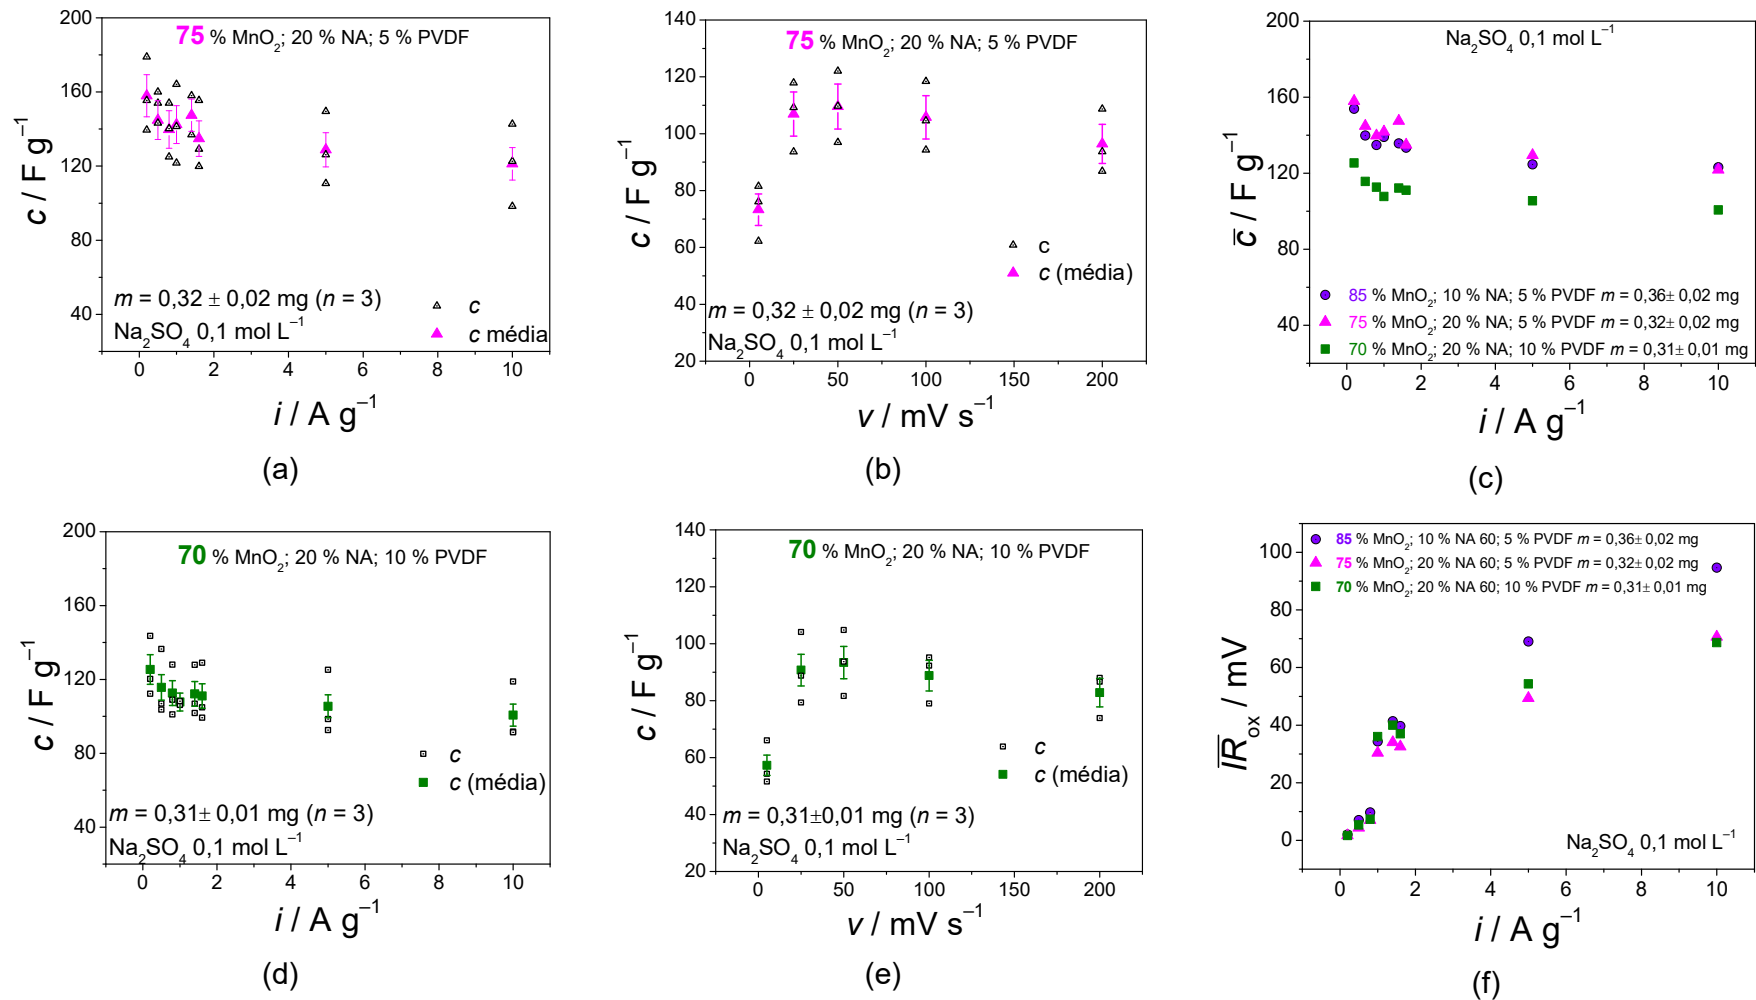 75 % MnO₂; 20 % NA; 5 % PVDF
c / F g⁻¹
200
160
120
80
40
m = 0,32 ± 0,02 mg (n = 3)
Na₂SO₄ 0,1 mol L⁻¹
c
c média
0 2 4 6 8 10
i / A g⁻¹
(a)
75 % MnO₂; 20 % NA; 5 % PVDF
c / F g⁻¹
140
120
100
80
60
40
20
c
c (média)
m = 0,32 ± 0,02 mg (n = 3)
Na₂SO₄ 0,1 mol L⁻¹
0 50 100 150 200
v / mV s⁻¹
(b)
Na₂SO₄ 0,1 mol L⁻¹
c̅ / F g⁻¹
200
160
120
80
40
85 % MnO₂; 10 % NA; 5 % PVDF m = 0,36± 0,02 mg
75 % MnO₂; 20 % NA; 5 % PVDF m = 0,32± 0,02 mg
70 % MnO₂; 20 % NA; 10 % PVDF m = 0,31± 0,01 mg
0 2 4 6 8 10
i / A g⁻¹
(c)
70 % MnO₂; 20 % NA; 10 % PVDF
c / F g⁻¹
200
160
120
80
40
c
c (média)
m = 0,31± 0,01 mg (n = 3)
Na₂SO₄ 0,1 mol L⁻¹
0 2 4 6 8 10
i / A g⁻¹
(d)
70 % MnO₂; 20 % NA; 10 % PVDF
c / F g⁻¹
140
120
100
80
60
40
20
c
c (média)
m = 0,31±0,01 mg (n = 3)
Na₂SO₄ 0,1 mol L⁻¹
0 50 100 150 200
v / mV s⁻¹
(e)
85 % MnO₂; 10 % NA 60; 5 % PVDF m = 0,36± 0,02 mg
75 % MnO₂; 20 % NA 60; 5 % PVDF m = 0,32± 0,02 mg
70 % MnO₂; 20 % NA 60; 10 % PVDF m = 0,31± 0,01 mg
I̅R̅ₒₓ / mV
100
80
60
40
20
0
Na₂SO₄ 0,1 mol L⁻¹
0 2 4 6 8 10
i / A g⁻¹
(f)